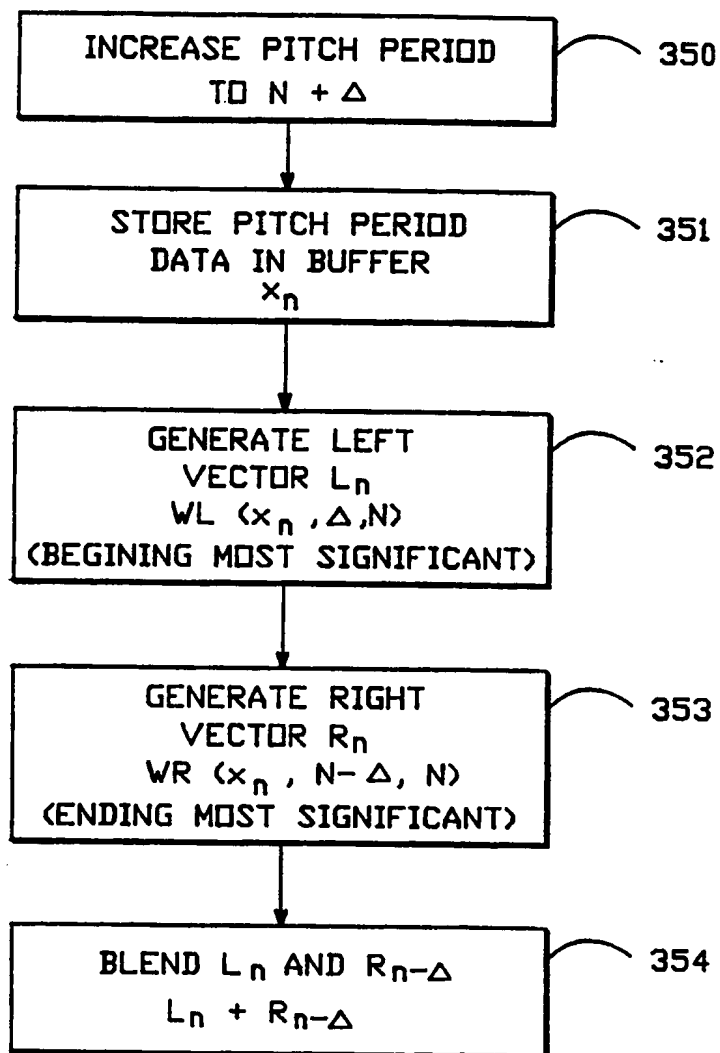 INCREASE PITCH PERIOD
TO N + Δ
350
STORE PITCH PERIOD
DATA IN BUFFER
xn
351
GENERATE LEFT
VECTOR Ln
WL (xn ,Δ,N)
(BEGINING MOST SIGNIFICANT)
352
GENERATE RIGHT
VECTOR Rn
WR (xn , N-Δ, N)
(ENDING MOST SIGNIFICANT)
353
BLEND Ln AND Rn-Δ
Ln + Rn-Δ
354